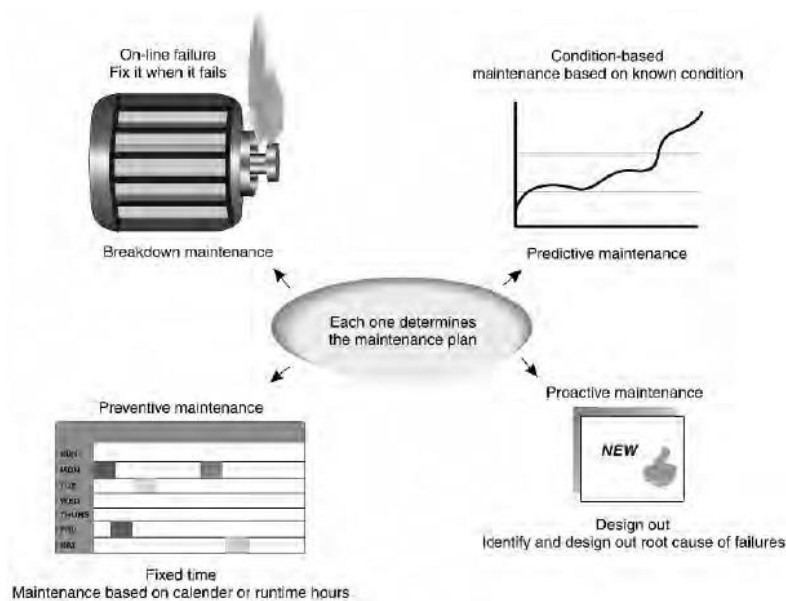 On-line failure
Fix it when it fails
Breakdown maintenance
Condition-based
maintenance based on known condition
Predictive maintenance
Each one determines
the maintenance plan
Preventive maintenance
SUN
MON
TUE
WED
THURS
FRI
SAT
Fixed time
Maintenance based on calender or runtime hours
Proactive maintenance
NEW
Design out
Identify and design out root cause of failures